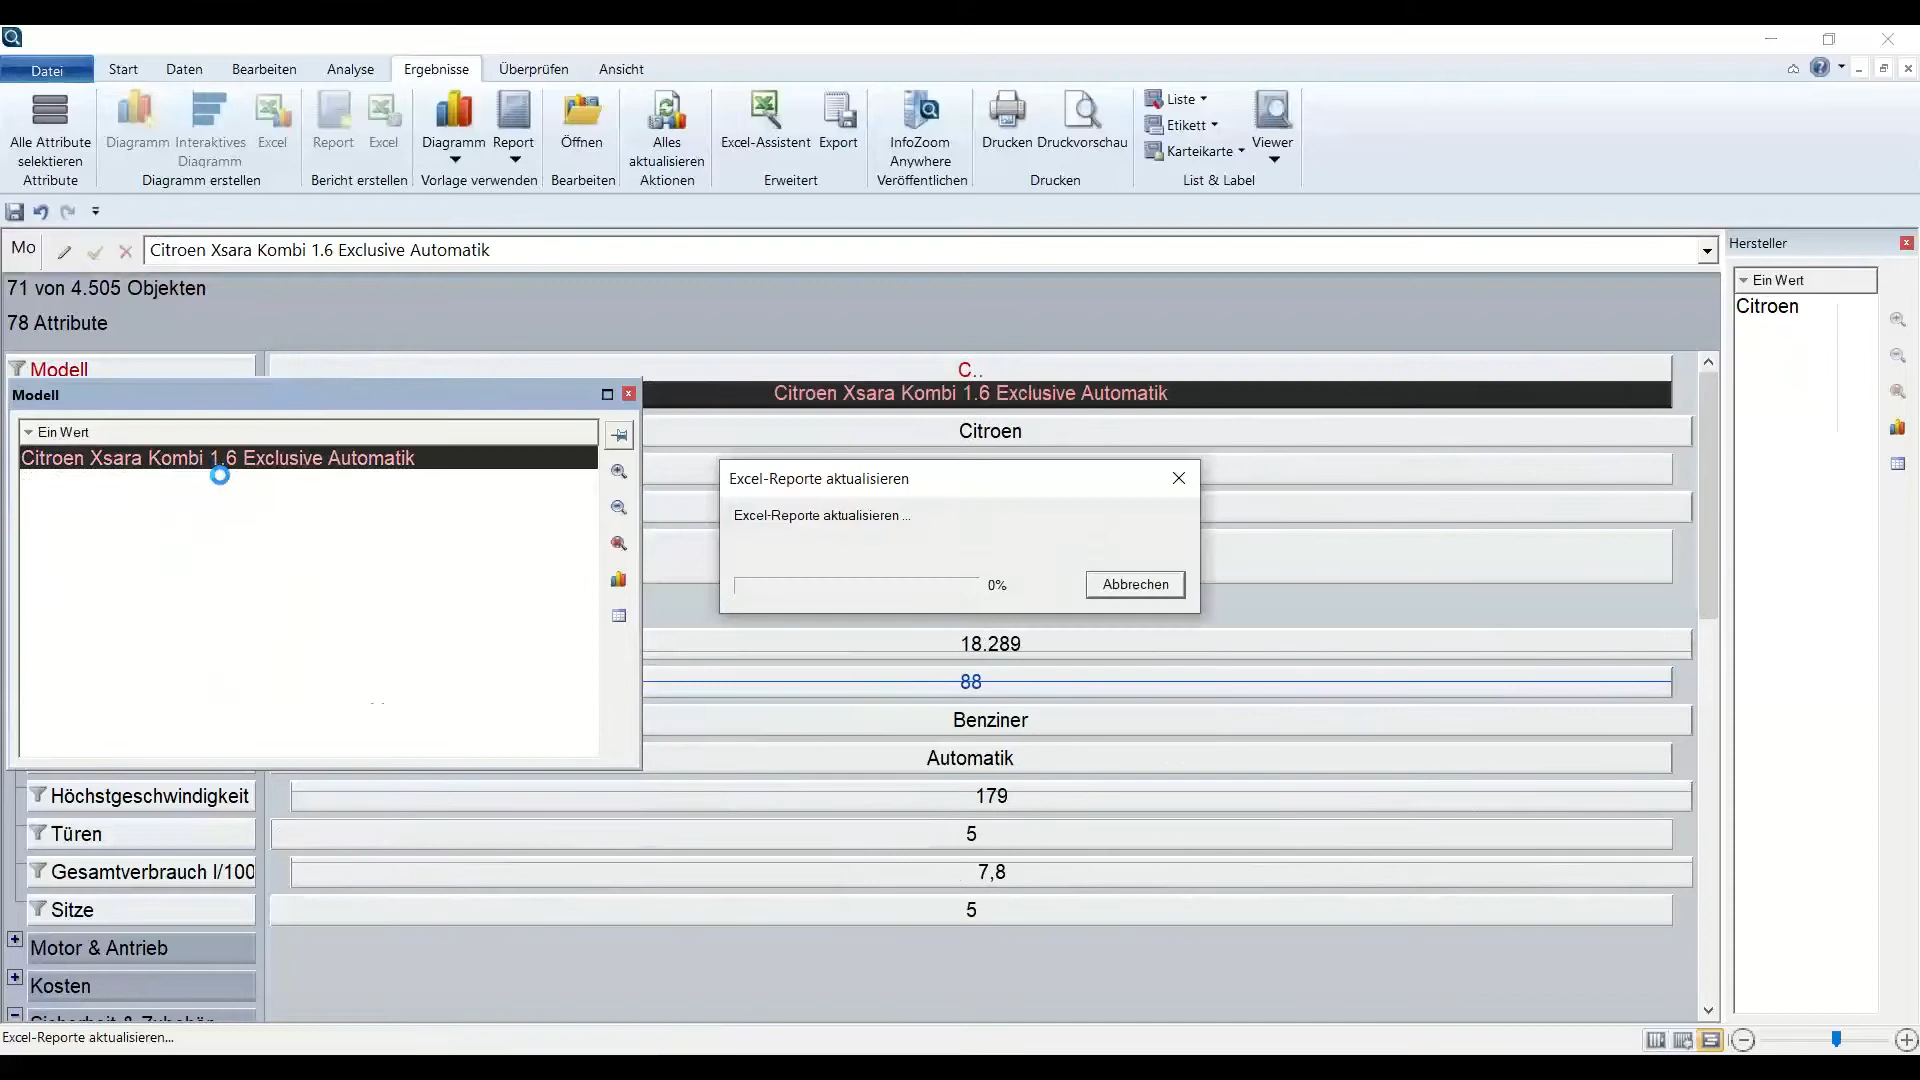 Datei Start Daten Bearbeiten Analyse Ergebnisse Überprüfen Ansicht
Alle Attribute
selektieren
Attribute
Diagramm
Interaktives
Diagramm
Excel
Diagramm erstellen
Report
Excel
Bericht erstellen
Diagramm
Report
Vorlage verwenden
Öffnen
Bearbeiten
Alles
aktualisieren
Aktionen
Excel-Assistent
Export
Erweitert
InfoZoom
Anywhere
Veröffentlichen
Drucken
Druckvorschau
Drucken
Liste
Etikett
Karteikarte
Viewer
List & Label
Mo
Citroen Xsara Kombi 1.6 Exclusive Automatik
71 von 4.505 Objekten
78 Attribute
Modell
C..
Citroen Xsara Kombi 1.6 Exclusive Automatik
Citroen
Modell
Ein Wert
Citroen Xsara Kombi 1.6 Exclusive Automatik
Excel-Reporte aktualisieren
Excel-Reporte aktualisieren ...
0%
Abbrechen
18.289
88
Benziner
Automatik
Höchstgeschwindigkeit 179
Türen 5
Gesamtverbrauch l/100 7,8
Sitze 5
Motor & Antrieb
Kosten
Sicherheit & Zubehör
Hersteller
Ein Wert
Citroen
Excel-Reporte aktualisieren...